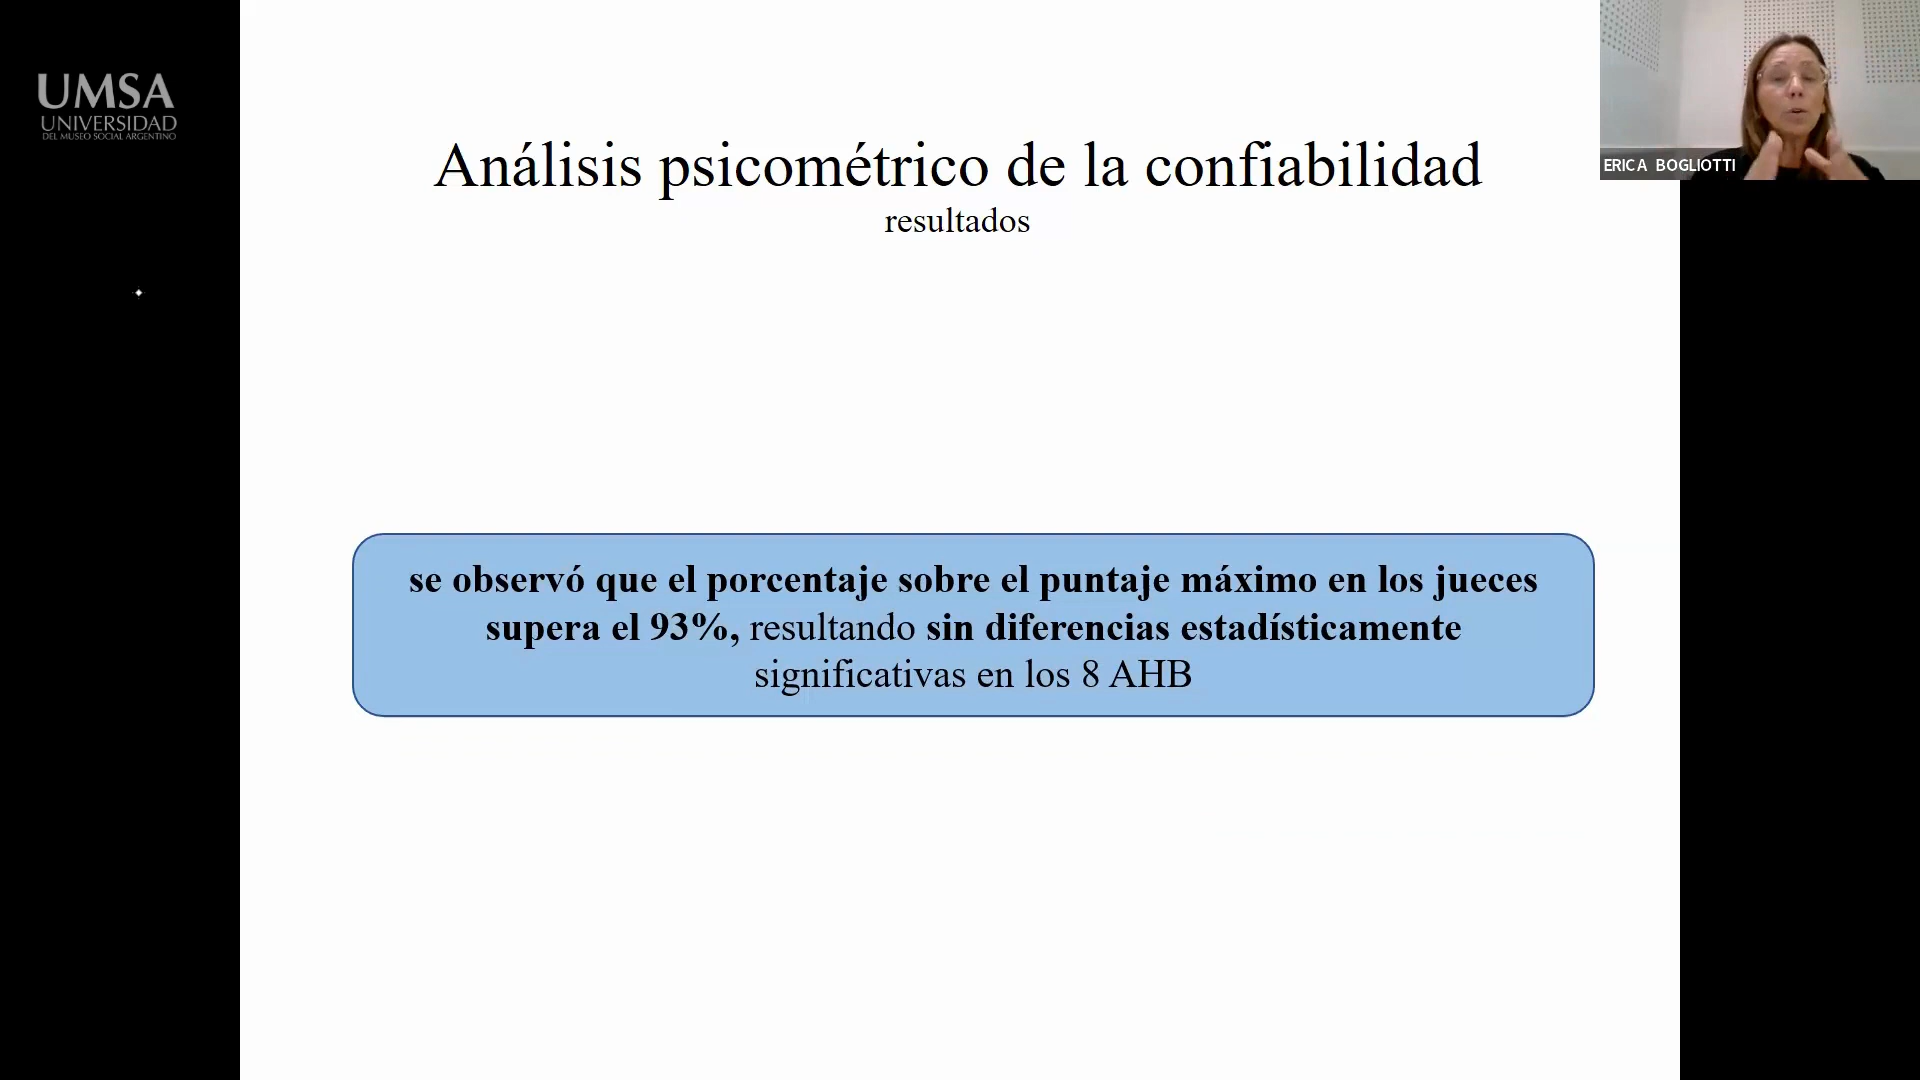 UMSA
UNIVERSIDAD
DEL MUSEO SOCIAL ARGENTINO
Análisis psicométrico de la confiabilidad
resultados
ERICA BOGLIOTTI
se observó que el porcentaje sobre el puntaje máximo en los jueces
supera el 93%, resultando sin diferencias estadísticamente
significativas en los 8 AHB